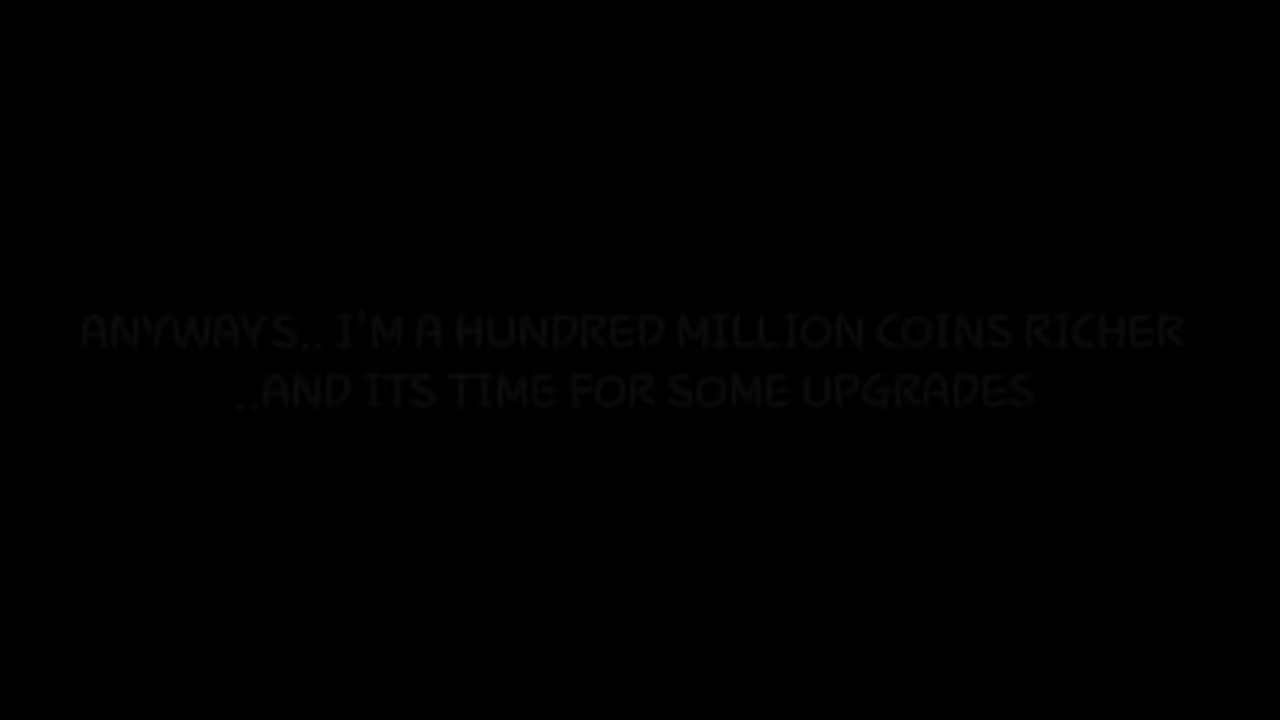 ANYWAYS.. I'M A HUNDRED MILLION COINS RICHER
..AND ITS TIME FOR SOME UPGRADES